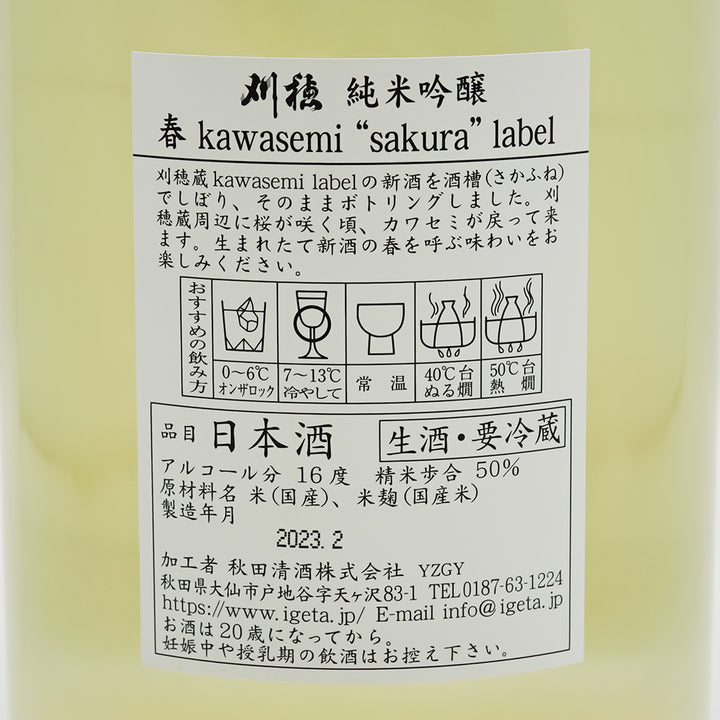 刈穂 純米吟醸
春 kawasemi “sakura” label
刈穂蔵kawasemi labelの新酒を酒槽(さかふね)
でしぼり、そのままボトリングしました。刈
穂蔵周辺に桜が咲く頃、カワセミが戻って来
ます。生まれたて新酒の春を呼ぶ味わいをお
楽しみください。
おすすめの飲み方
0～6℃
オンザロック
7～13℃
冷やして
常温
40℃台
ぬる燗
50℃台
熱燗
品目 日本酒 生酒・要冷蔵
アルコール分 16度 精米歩合 50%
原材料名 米(国産)、米麹(国産米)
製造年月
2023. 2
加工者 秋田清酒株式会社 YZGY
秋田県大仙市戸地谷字天ヶ沢83-1 TEL0187-63-1224
https://www.igeta.jp/ E-mail info@igeta.jp
お酒は20歳になってから。
妊娠中や授乳期の飲酒はお控え下さい。